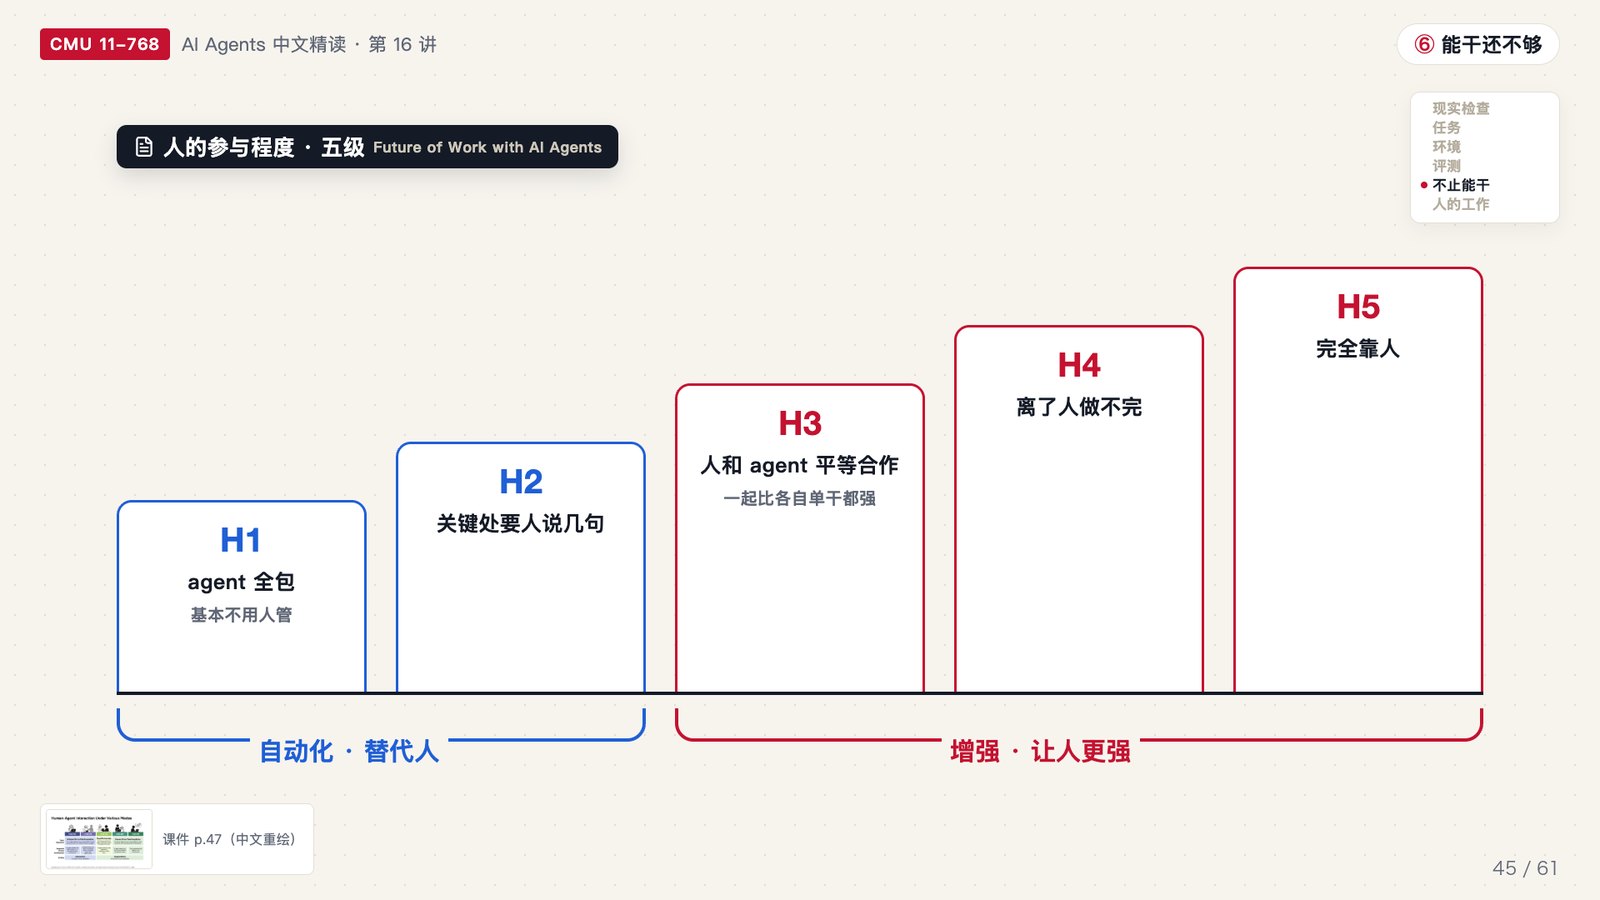 CMU 11-768
AI Agents 中文精读 · 第 16 讲
⑥ 能干还不够
现实检查
任务
环境
评测
不止能干
人的工作
人的参与程度 · 五级 Future of Work with AI Agents
H1
agent 全包
基本不用人管
H2
关键处要人说几句
H3
人和 agent 平等合作
一起比各自单干都强
H4
离了人做不完
H5
完全靠人
自动化 · 替代人
增强 · 让人更强
Human Agent Interaction Under Various Modes
课件 p.47（中文重绘）
45 / 61